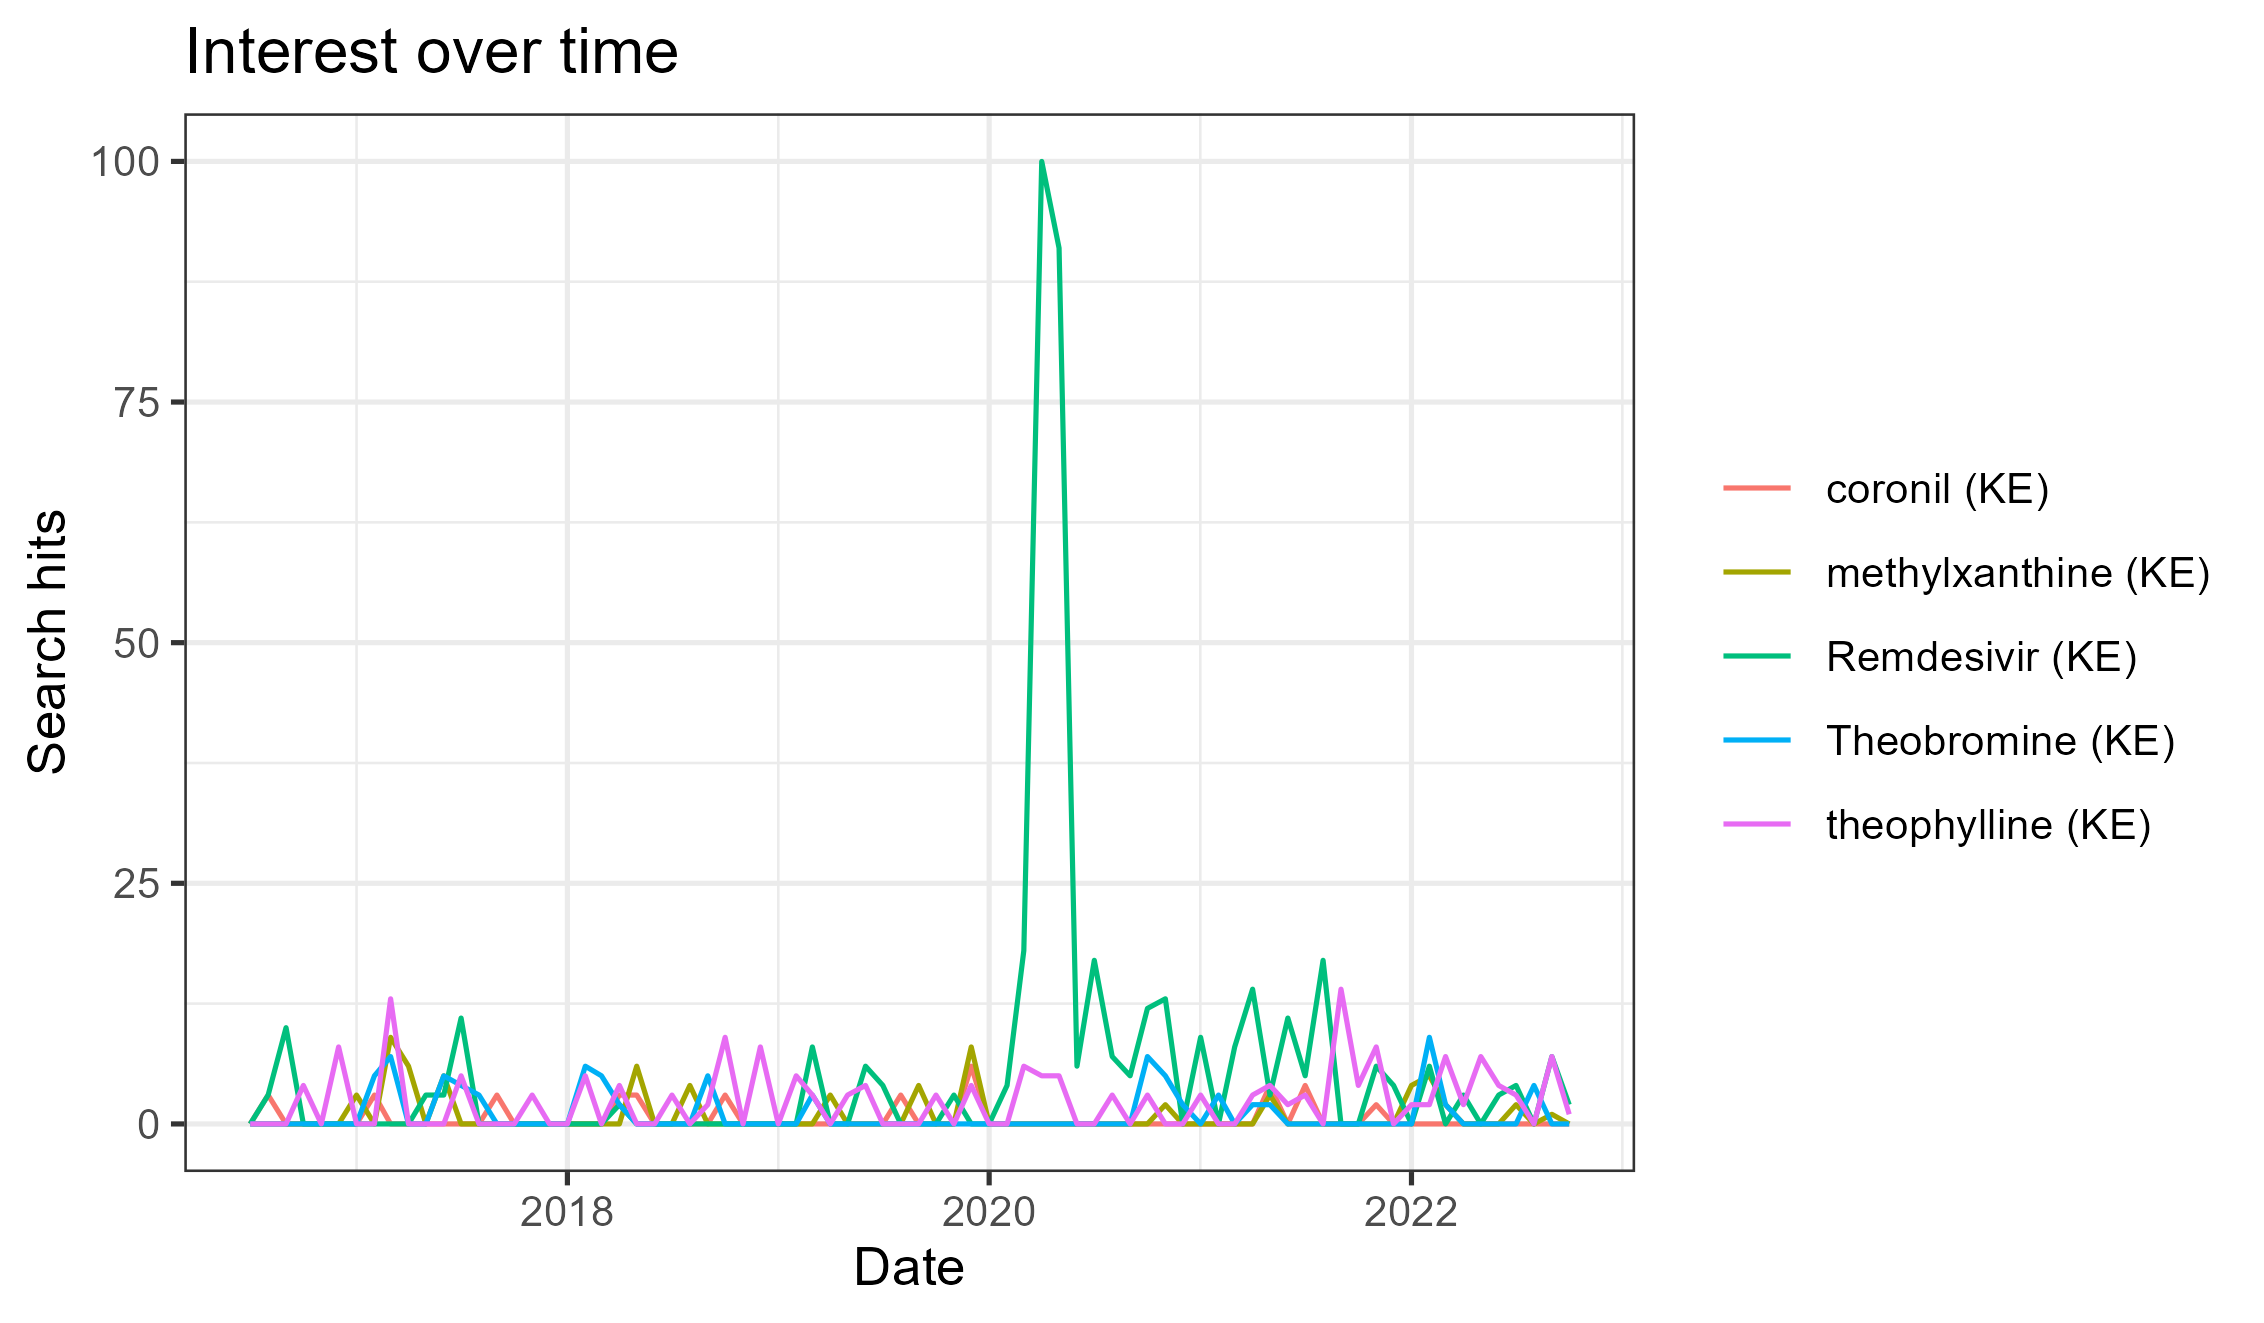 Interest over time
Search hits
100
75
50
25
0
2018
2020
2022
Date
coronil (KE)
methylxanthine (KE)
Remdesivir (KE)
Theobromine (KE)
theophylline (KE)